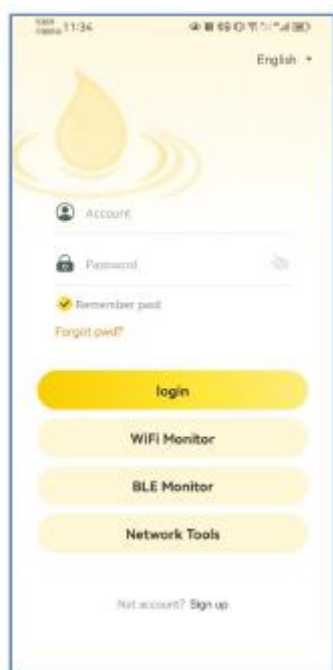 11:34
English
Account
Password
Remember pwd
Forgot pwd?
login
WiFi Monitor
BLE Monitor
Network Tools
Not account? Sign up